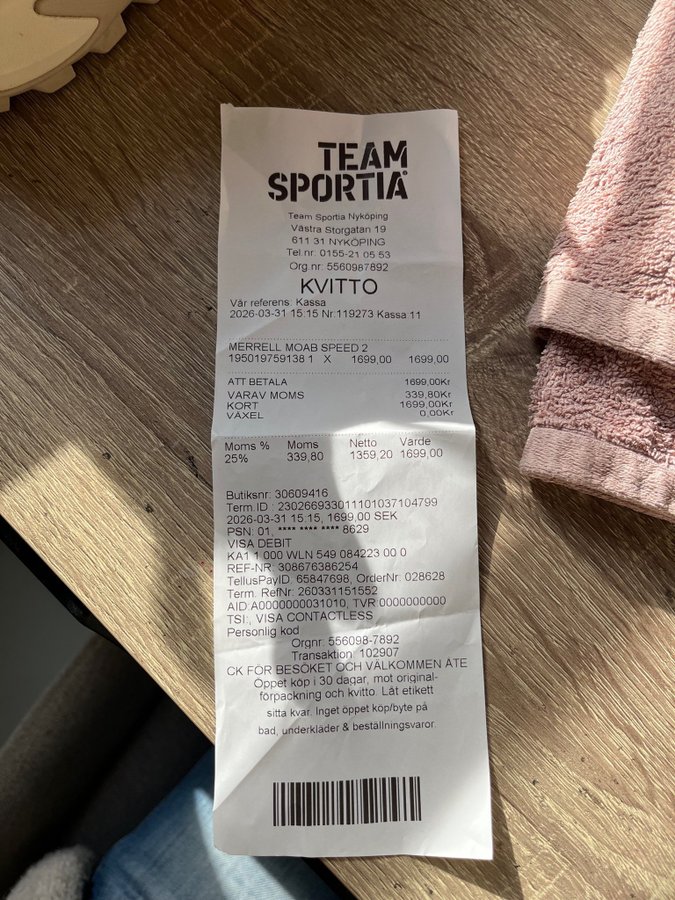 TEAM
SPORTIA
Team Sportia Nyköping
Västra Storgatan 19
611 31 NYKÖPING
Tel.nr: 0155-21 05 53
Org.nr: 5560987892
KVITTO
Vår referens: Kassa
2026-03-31 15:15 Nr:119273 Kassa:11
MERRELL MOAB SPEED 2
195019759138 1 X 1699,00 1699,00
ATT BETALA 1699,00Kr
VARAV MOMS 339,80Kr
KORT 1699,00Kr
VÄXEL 0,00Kr
Moms % Moms Netto Varde
25% 339,80 1359,20 1699,00
Butiksnr: 30609416
Term.ID : 230266933011101037104799
2026-03-31 15:15, 1699,00 SEK
PSN: 01, **** **** **** 8629
VISA DEBIT
KA1 1 000 WLN 549 084223 00 0
REF-NR: 308676386254
TellusPayID: 65847698, OrderNr: 028628
Term. RefNr: 260331151552
AID:A0000000031010, TVR 0000000000
TSI:, VISA CONTACTLESS
Personlig kod
Orgnr: 556098-7892
Transaktion: 102907
CK FÖR BESÖKET OCH VÄLKOMMEN ÅTE
Öppet köp i 30 dagar, mot original-
förpackning och kvitto. Låt etikett
sitta kvar. Inget öppet köp/byte på
bad, underkläder & beställningsvaror.